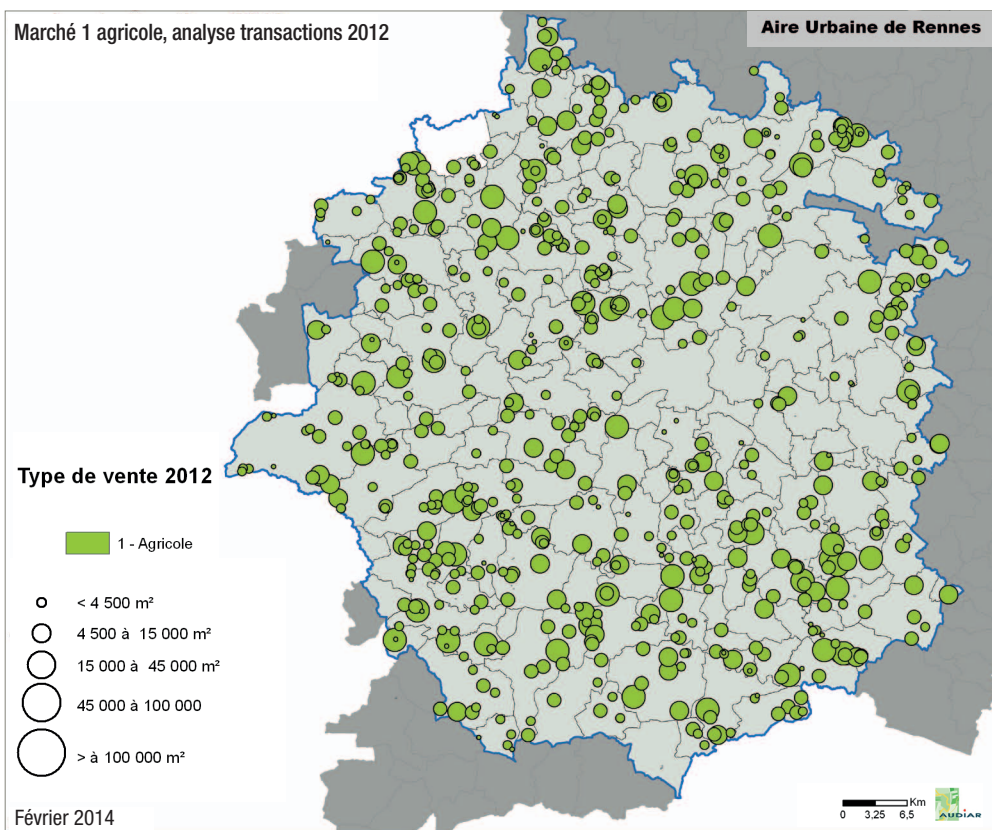 Marché 1 agricole, analyse transactions 2012
Aire Urbaine de Rennes
Type de vente 2012
1 - Agricole
< 4 500 m²
4 500 à 15 000 m²
15 000 à 45 000 m²
45 000 à 100 000
> à 100 000 m²
Février 2014
Km
0 3,25 6,5
AUDIAR